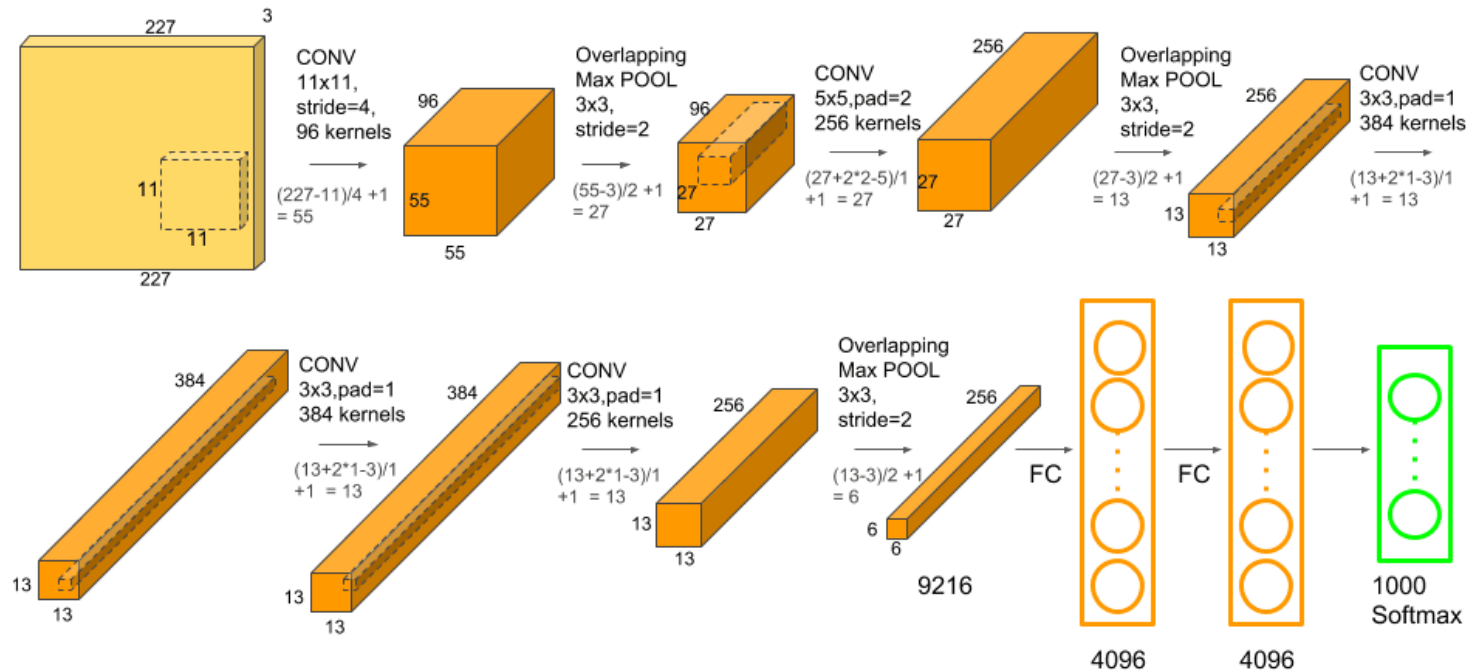 227
3
CONV
11x11,
stride=4,
96 kernels
11
11
227
(227-11)/4 +1
= 55
96
55
55
Overlapping
Max POOL
3x3,
stride=2
(55-3)/2 +1
= 27
96
27
27
CONV
5x5,pad=2
256 kernels
(27+2*2-5)/1
+1 = 27
256
27
27
Overlapping
Max POOL
3x3,
stride=2
(27-3)/2 +1
= 13
256
13
13
CONV
3x3,pad=1
384 kernels
(13+2*1-3)/1
+1 = 13
384
13
13
CONV
3x3,pad=1
384 kernels
(13+2*1-3)/1
+1 = 13
384
13
13
CONV
3x3,pad=1
256 kernels
(13+2*1-3)/1
+1 = 13
256
13
13
Overlapping
Max POOL
3x3,
stride=2
(13-3)/2 +1
= 6
256
6
6
9216
FC
4096
FC
4096
1000
Softmax